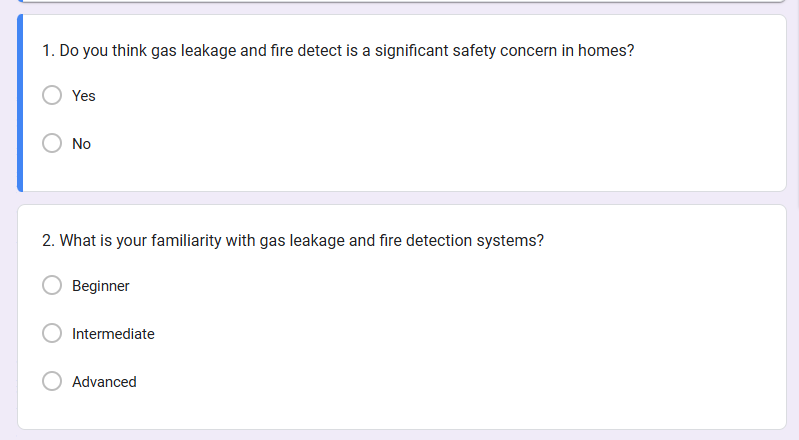 1. Do you think gas leakage and fire detect is a significant safety concern in homes?
Yes
No
2. What is your familiarity with gas leakage and fire detection systems?
Beginner
Intermediate
Advanced